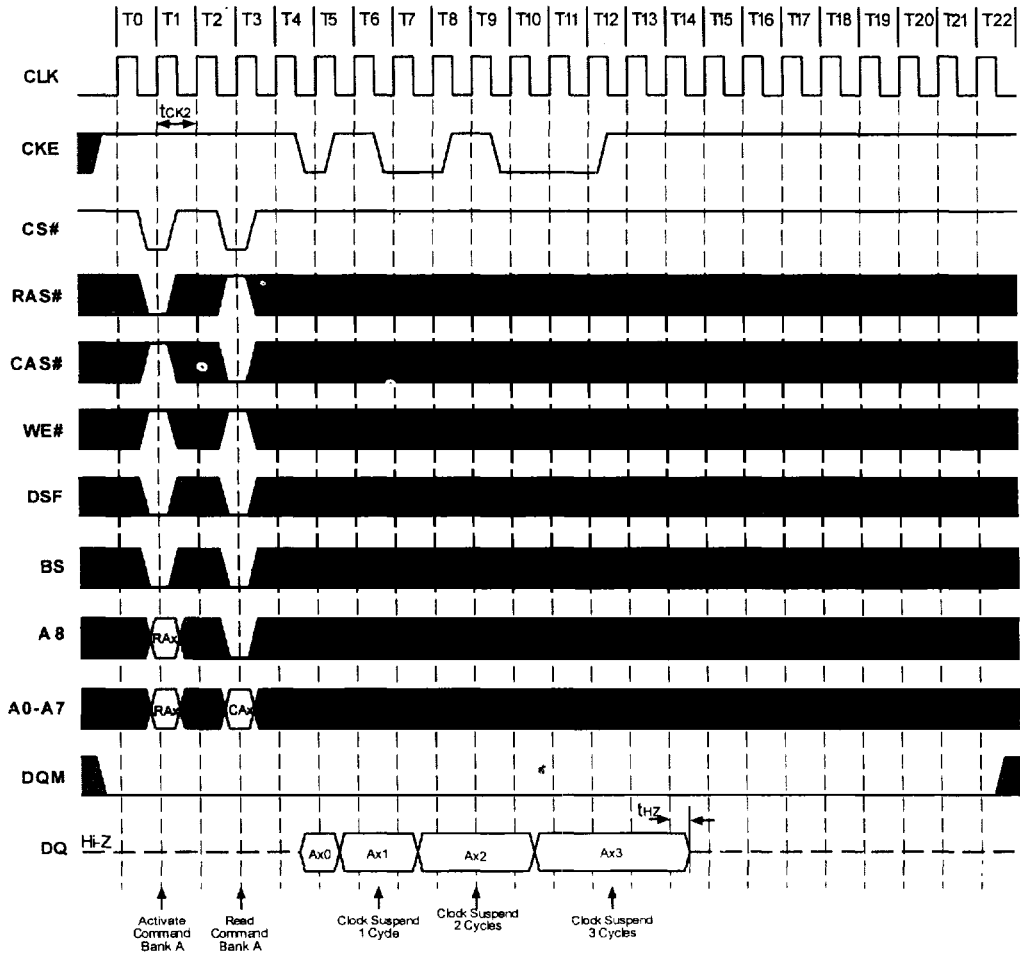 T0 T1 T2 T3 T4 T5 T6 T7 T8 T9 T10 T11 T12 T13 T14 T15 T16 T17 T18 T19 T20 T21 T22
CLK
tCK2
CKE
CS#
RAS#
CAS#
WE#
DSF
BS
A8 RAx
A0-A7 RAx CAx
DQM
tHZ
DQ Hi-Z Ax0 Ax1 Ax2 Ax3
Activate
Command
Bank A
Read
Command
Bank A
Clock Suspend
1 Cycle
Clock Suspend
2 Cycles
Clock Suspend
3 Cycles